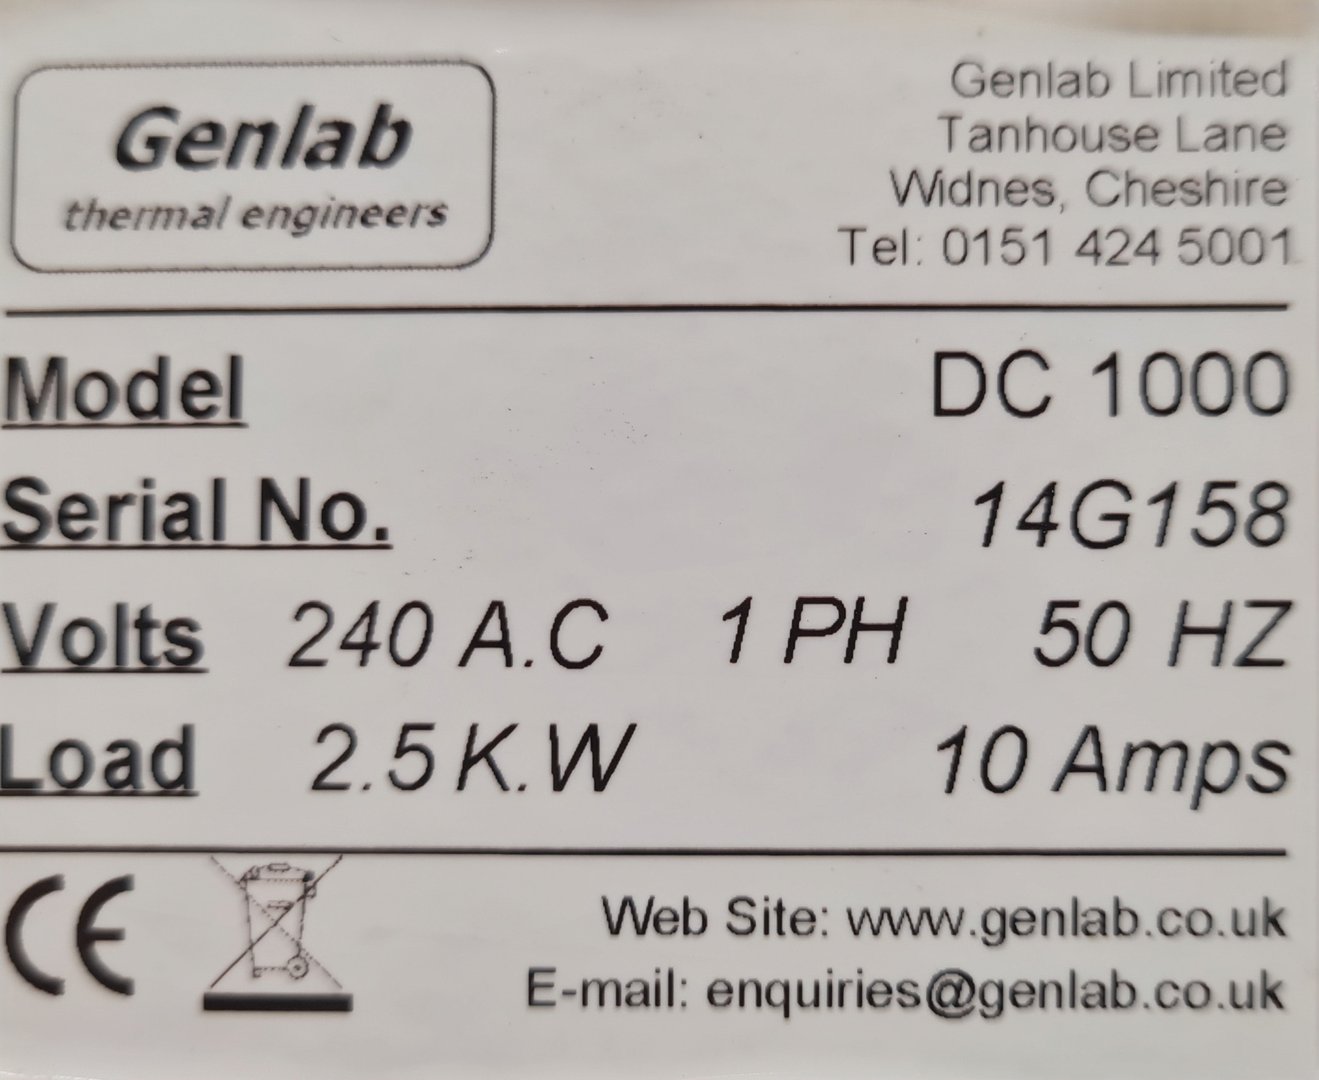 Genlab
thermal engineers
Genlab Limited
Tanhouse Lane
Widnes, Cheshire
Tel: 0151 424 5001
Model DC 1000
Serial No. 14G158
Volts 240 A.C 1 PH 50 HZ
Load 2.5 K.W 10 Amps
CE
Web Site: www.genlab.co.uk
E-mail: enquiries@genlab.co.uk